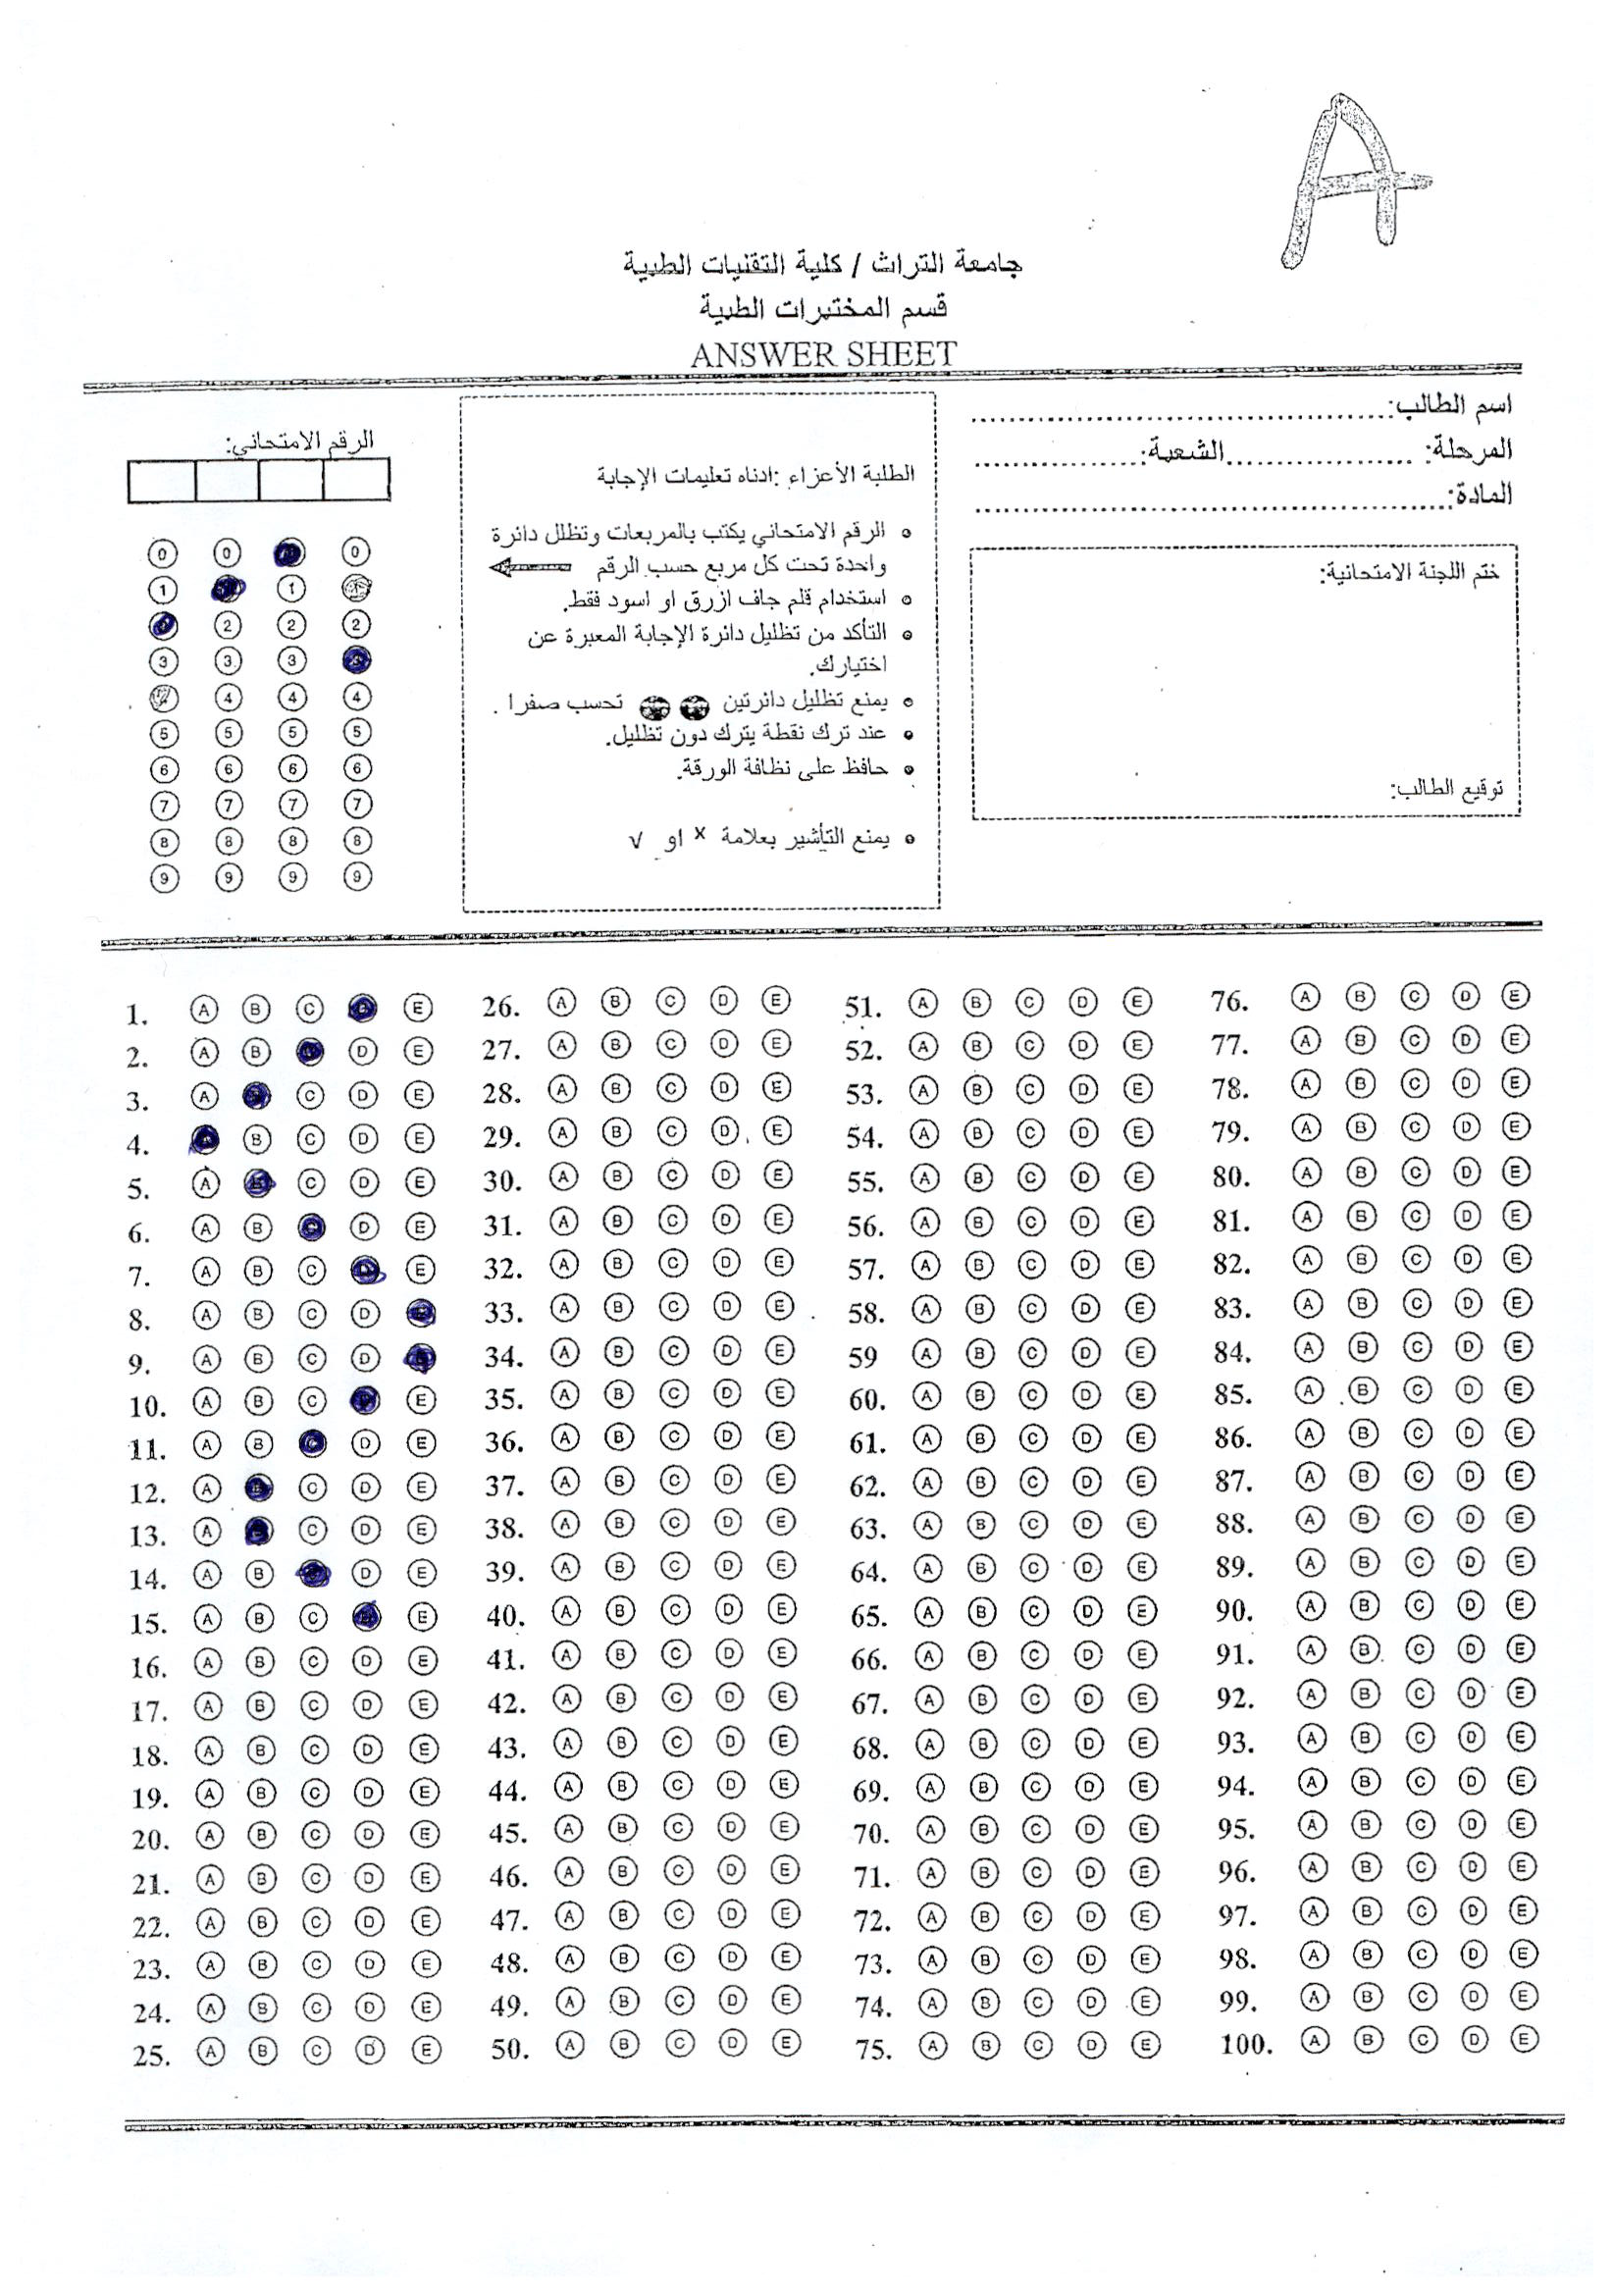 A
جامعة التراث / كلية التقنيات الطبية
قسم المختبرات الطبية
ANSWER SHEET
اسم الطالب:
المرحلة: الشعبة:
المادة:
ختم اللجنة الامتحانية:
توقيع الطالب:
الطلبة الأعزاء :ادناه تعليمات الإجابة
الرقم الامتحاني يكتب بالمربعات وتظلل دائرة
واحدة تحت كل مربع حسب الرقم
استخدام قلم جاف ازرق او اسود فقط.
التأكد من تظليل دائرة الإجابة المعبرة عن
اختيارك.
يمنع تظليل دائرتين تحسب صفرا .
عند ترك نقطة يترك دون تظليل.
حافظ على نظافة الورقة.
يمنع التأشير بعلامة x او √
الرقم الامتحاني:
0 0 0
1 1
2 2 2
3 3 3
4 4 4
5 5 5 5
6 6 6 6
7 7 7 7
8 8 8 8
9 9 9 9
1. A B C E 26. A B C D E 51. A B C D E 76. A B C D E
2. A B D E 27. A B C D E 52. A B C D E 77. A B C D E
3. A C D E 28. A B C D E 53. A B C D E 78. A B C D E
4. B C D E 29. A B C D E 54. A B C D E 79. A B C D E
5. A C D E 30. A B C D E 55. A B C D E 80. A B C D E
6. A B D E 31. A B C D E 56. A B C D E 81. A B C D E
7. A B C E 32. A B C D E 57. A B C D E 82. A B C D E
8. A B C D 33. A B C D E 58. A B C D E 83. A B C D E
9. A B C D 34. A B C D E 59 A B C D E 84. A B C D E
10. A B C E 35. A B C D E 60. A B C D E 85. A B C D E
11. A B D E 36. A B C D E 61. A B C D E 86. A B C D E
12. A C D E 37. A B C D E 62. A B C D E 87. A B C D E
13. A C D E 38. A B C D E 63. A B C D E 88. A B C D E
14. A B D E 39. A B C D E 64. A B C D E 89. A B C D E
15. A B C E 40. A B C D E 65. A B C D E 90. A B C D E
16. A B C D E 41. A B C D E 66. A B C D E 91. A B C D E
17. A B C D E 42. A B C D E 67. A B C D E 92. A B C D E
18. A B C D E 43. A B C D E 68. A B C D E 93. A B C D E
19. A B C D E 44. A B C D E 69. A B C D E 94. A B C D E
20. A B C D E 45. A B C D E 70. A B C D E 95. A B C D E
21. A B C D E 46. A B C D E 71. A B C D E 96. A B C D E
22. A B C D E 47. A B C D E 72. A B C D E 97. A B C D E
23. A B C D E 48. A B C D E 73. A B C D E 98. A B C D E
24. A B C D E 49. A B C D E 74. A B C D E 99. A B C D E
25. A B C D E 50. A B C D E 75. A B C D E 100. A B C D E